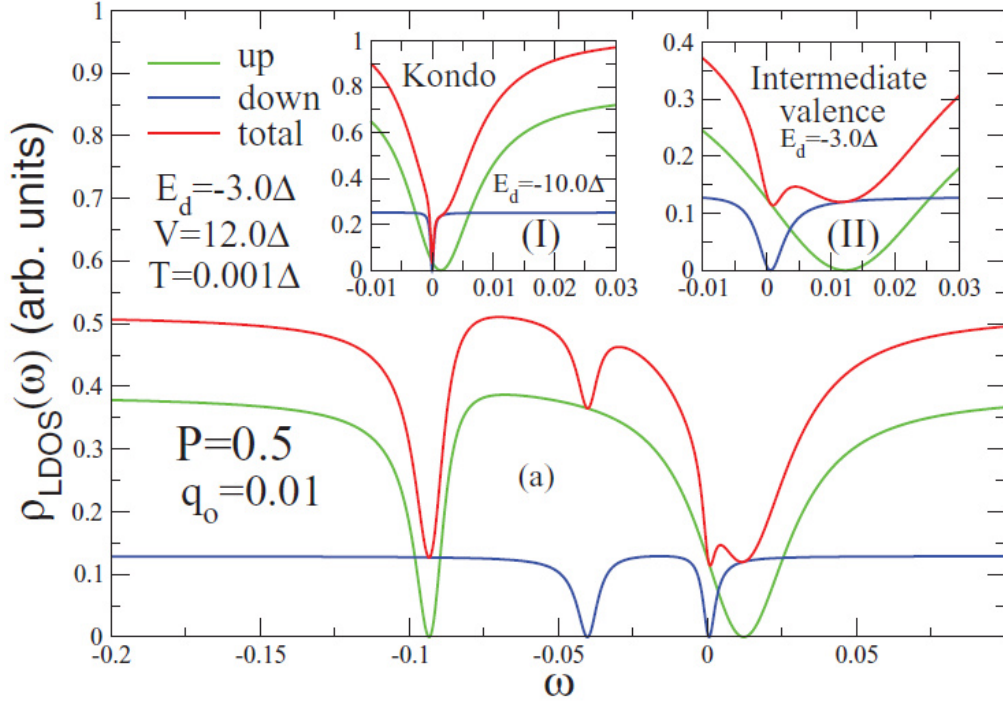 1
0.9
0.8
0.7
0.6
0.5
0.4
0.3
0.2
0.1
0
ρLDOS(ω) (arb. units)
up
down
total
E_d=-3.0Δ
V=12.0Δ
T=0.001Δ
1
0.8
0.6
0.4
0.2
0
Kondo
E_d=-10.0Δ
(I)
-0.01 0 0.01 0.02 0.03
0.4
0.3
0.2
0.1
0
Intermediate
valence
E_d=-3.0Δ
(II)
-0.01 0 0.01 0.02 0.03
P=0.5
q_o=0.01
(a)
-0.2 -0.15 -0.1 -0.05 0 0.05
ω